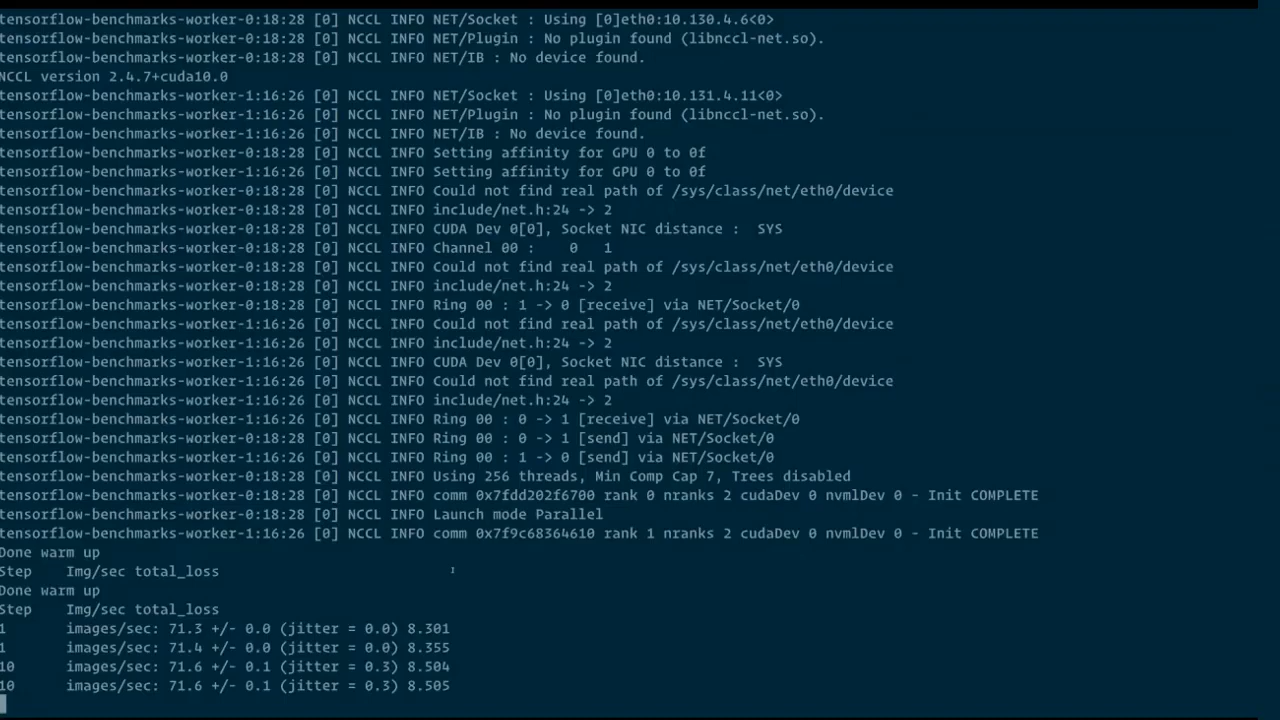 tensorflow-benchmarks-worker-0:18:28 [0] NCCL INFO NET/Socket : Using [0]eth0:10.130.4.6<0>
tensorflow-benchmarks-worker-0:18:28 [0] NCCL INFO NET/Plugin : No plugin found (libnccl-net.so).
tensorflow-benchmarks-worker-0:18:28 [0] NCCL INFO NET/IB : No device found.
NCCL version 2.4.7+cuda10.0
tensorflow-benchmarks-worker-1:16:26 [0] NCCL INFO NET/Socket : Using [0]eth0:10.131.4.11<0>
tensorflow-benchmarks-worker-1:16:26 [0] NCCL INFO NET/Plugin : No plugin found (libnccl-net.so).
tensorflow-benchmarks-worker-1:16:26 [0] NCCL INFO NET/IB : No device found.
tensorflow-benchmarks-worker-0:18:28 [0] NCCL INFO Setting affinity for GPU 0 to 0f
tensorflow-benchmarks-worker-1:16:26 [0] NCCL INFO Setting affinity for GPU 0 to 0f
tensorflow-benchmarks-worker-0:18:28 [0] NCCL INFO Could not find real path of /sys/class/net/eth0/device
tensorflow-benchmarks-worker-0:18:28 [0] NCCL INFO include/net.h:24 -> 2
tensorflow-benchmarks-worker-0:18:28 [0] NCCL INFO CUDA Dev 0[0], Socket NIC distance :  SYS
tensorflow-benchmarks-worker-0:18:28 [0] NCCL INFO Channel 00 :    0   1
tensorflow-benchmarks-worker-0:18:28 [0] NCCL INFO Could not find real path of /sys/class/net/eth0/device
tensorflow-benchmarks-worker-0:18:28 [0] NCCL INFO include/net.h:24 -> 2
tensorflow-benchmarks-worker-0:18:28 [0] NCCL INFO Ring 00 : 1 -> 0 [receive] via NET/Socket/0
tensorflow-benchmarks-worker-1:16:26 [0] NCCL INFO Could not find real path of /sys/class/net/eth0/device
tensorflow-benchmarks-worker-1:16:26 [0] NCCL INFO include/net.h:24 -> 2
tensorflow-benchmarks-worker-1:16:26 [0] NCCL INFO CUDA Dev 0[0], Socket NIC distance :  SYS
tensorflow-benchmarks-worker-1:16:26 [0] NCCL INFO Could not find real path of /sys/class/net/eth0/device
tensorflow-benchmarks-worker-1:16:26 [0] NCCL INFO include/net.h:24 -> 2
tensorflow-benchmarks-worker-1:16:26 [0] NCCL INFO Ring 00 : 0 -> 1 [receive] via NET/Socket/0
tensorflow-benchmarks-worker-0:18:28 [0] NCCL INFO Ring 00 : 0 -> 1 [send] via NET/Socket/0
tensorflow-benchmarks-worker-1:16:26 [0] NCCL INFO Ring 00 : 1 -> 0 [send] via NET/Socket/0
tensorflow-benchmarks-worker-0:18:28 [0] NCCL INFO Using 256 threads, Min Comp Cap 7, Trees disabled
tensorflow-benchmarks-worker-0:18:28 [0] NCCL INFO comm 0x7fdd202f6700 rank 0 nranks 2 cudaDev 0 nvmlDev 0 - Init COMPLETE
tensorflow-benchmarks-worker-0:18:28 [0] NCCL INFO Launch mode Parallel
tensorflow-benchmarks-worker-1:16:26 [0] NCCL INFO comm 0x7f9c68364610 rank 1 nranks 2 cudaDev 0 nvmlDev 0 - Init COMPLETE
Done warm up
Step    Img/sec total_loss
Done warm up
Step    Img/sec total_loss
1       images/sec: 71.3 +/- 0.0 (jitter = 0.0) 8.301
1       images/sec: 71.4 +/- 0.0 (jitter = 0.0) 8.355
10      images/sec: 71.6 +/- 0.1 (jitter = 0.3) 8.504
10      images/sec: 71.6 +/- 0.1 (jitter = 0.3) 8.505